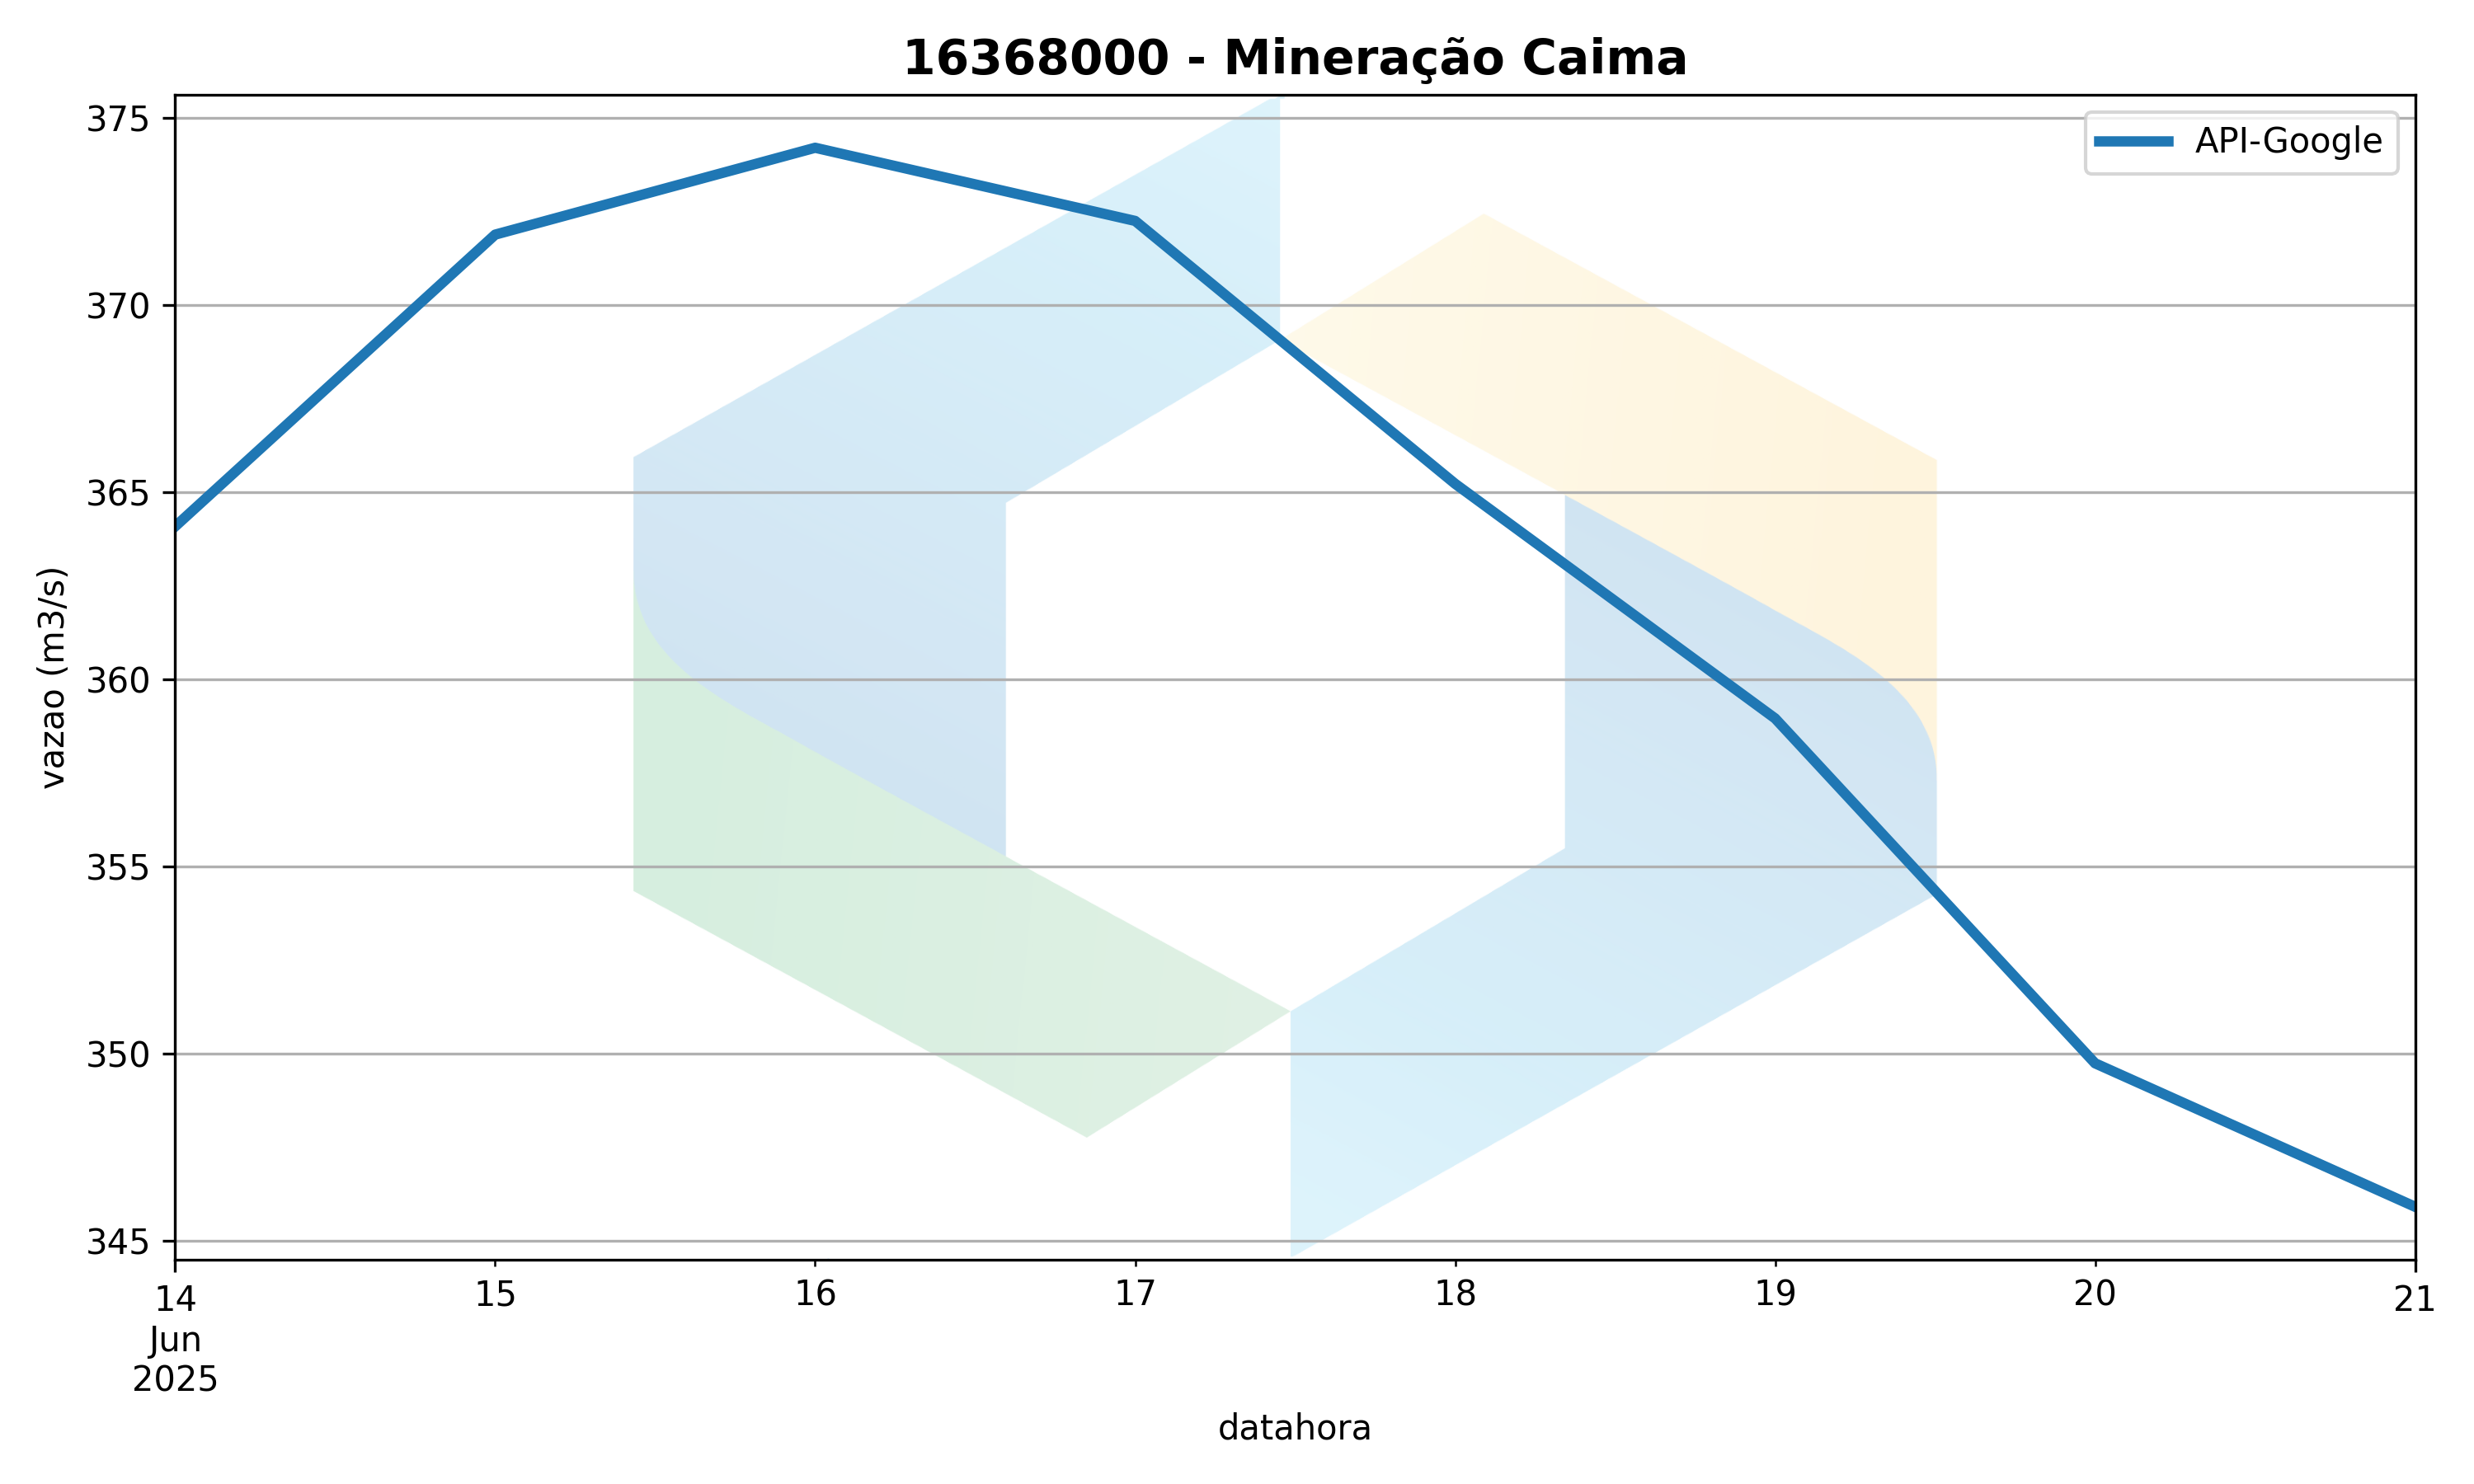 16368000 - Mineração Caima
API-Google
375
370
365
360
355
350
345
vazao (m3/s)
14 15 16 17 18 19 20 21
Jun
2025
datahora